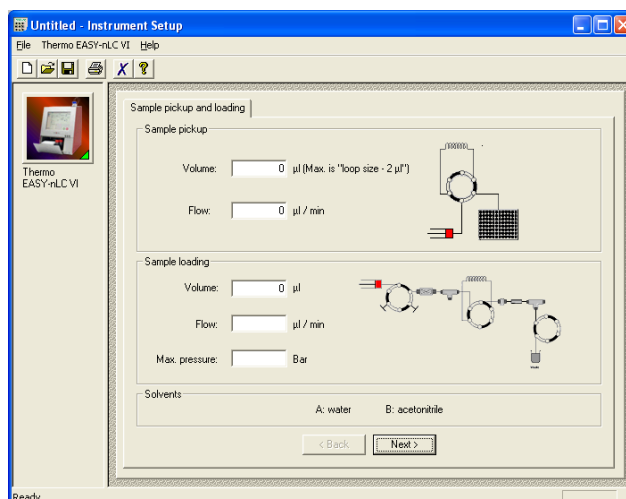 Untitled - Instrument Setup
File Thermo EASY-nLC VI Help
Sample pickup and loading
Sample pickup
Volume: 0 µl (Max. is "loop size - 2 µl")
Flow: 0 µl / min
Thermo
EASY-nLC VI
Sample loading
Volume: 0 µl
Flow: µl / min
Max. pressure: Bar
Solvents
A: water B: acetonitrile
< Back Next >
Ready